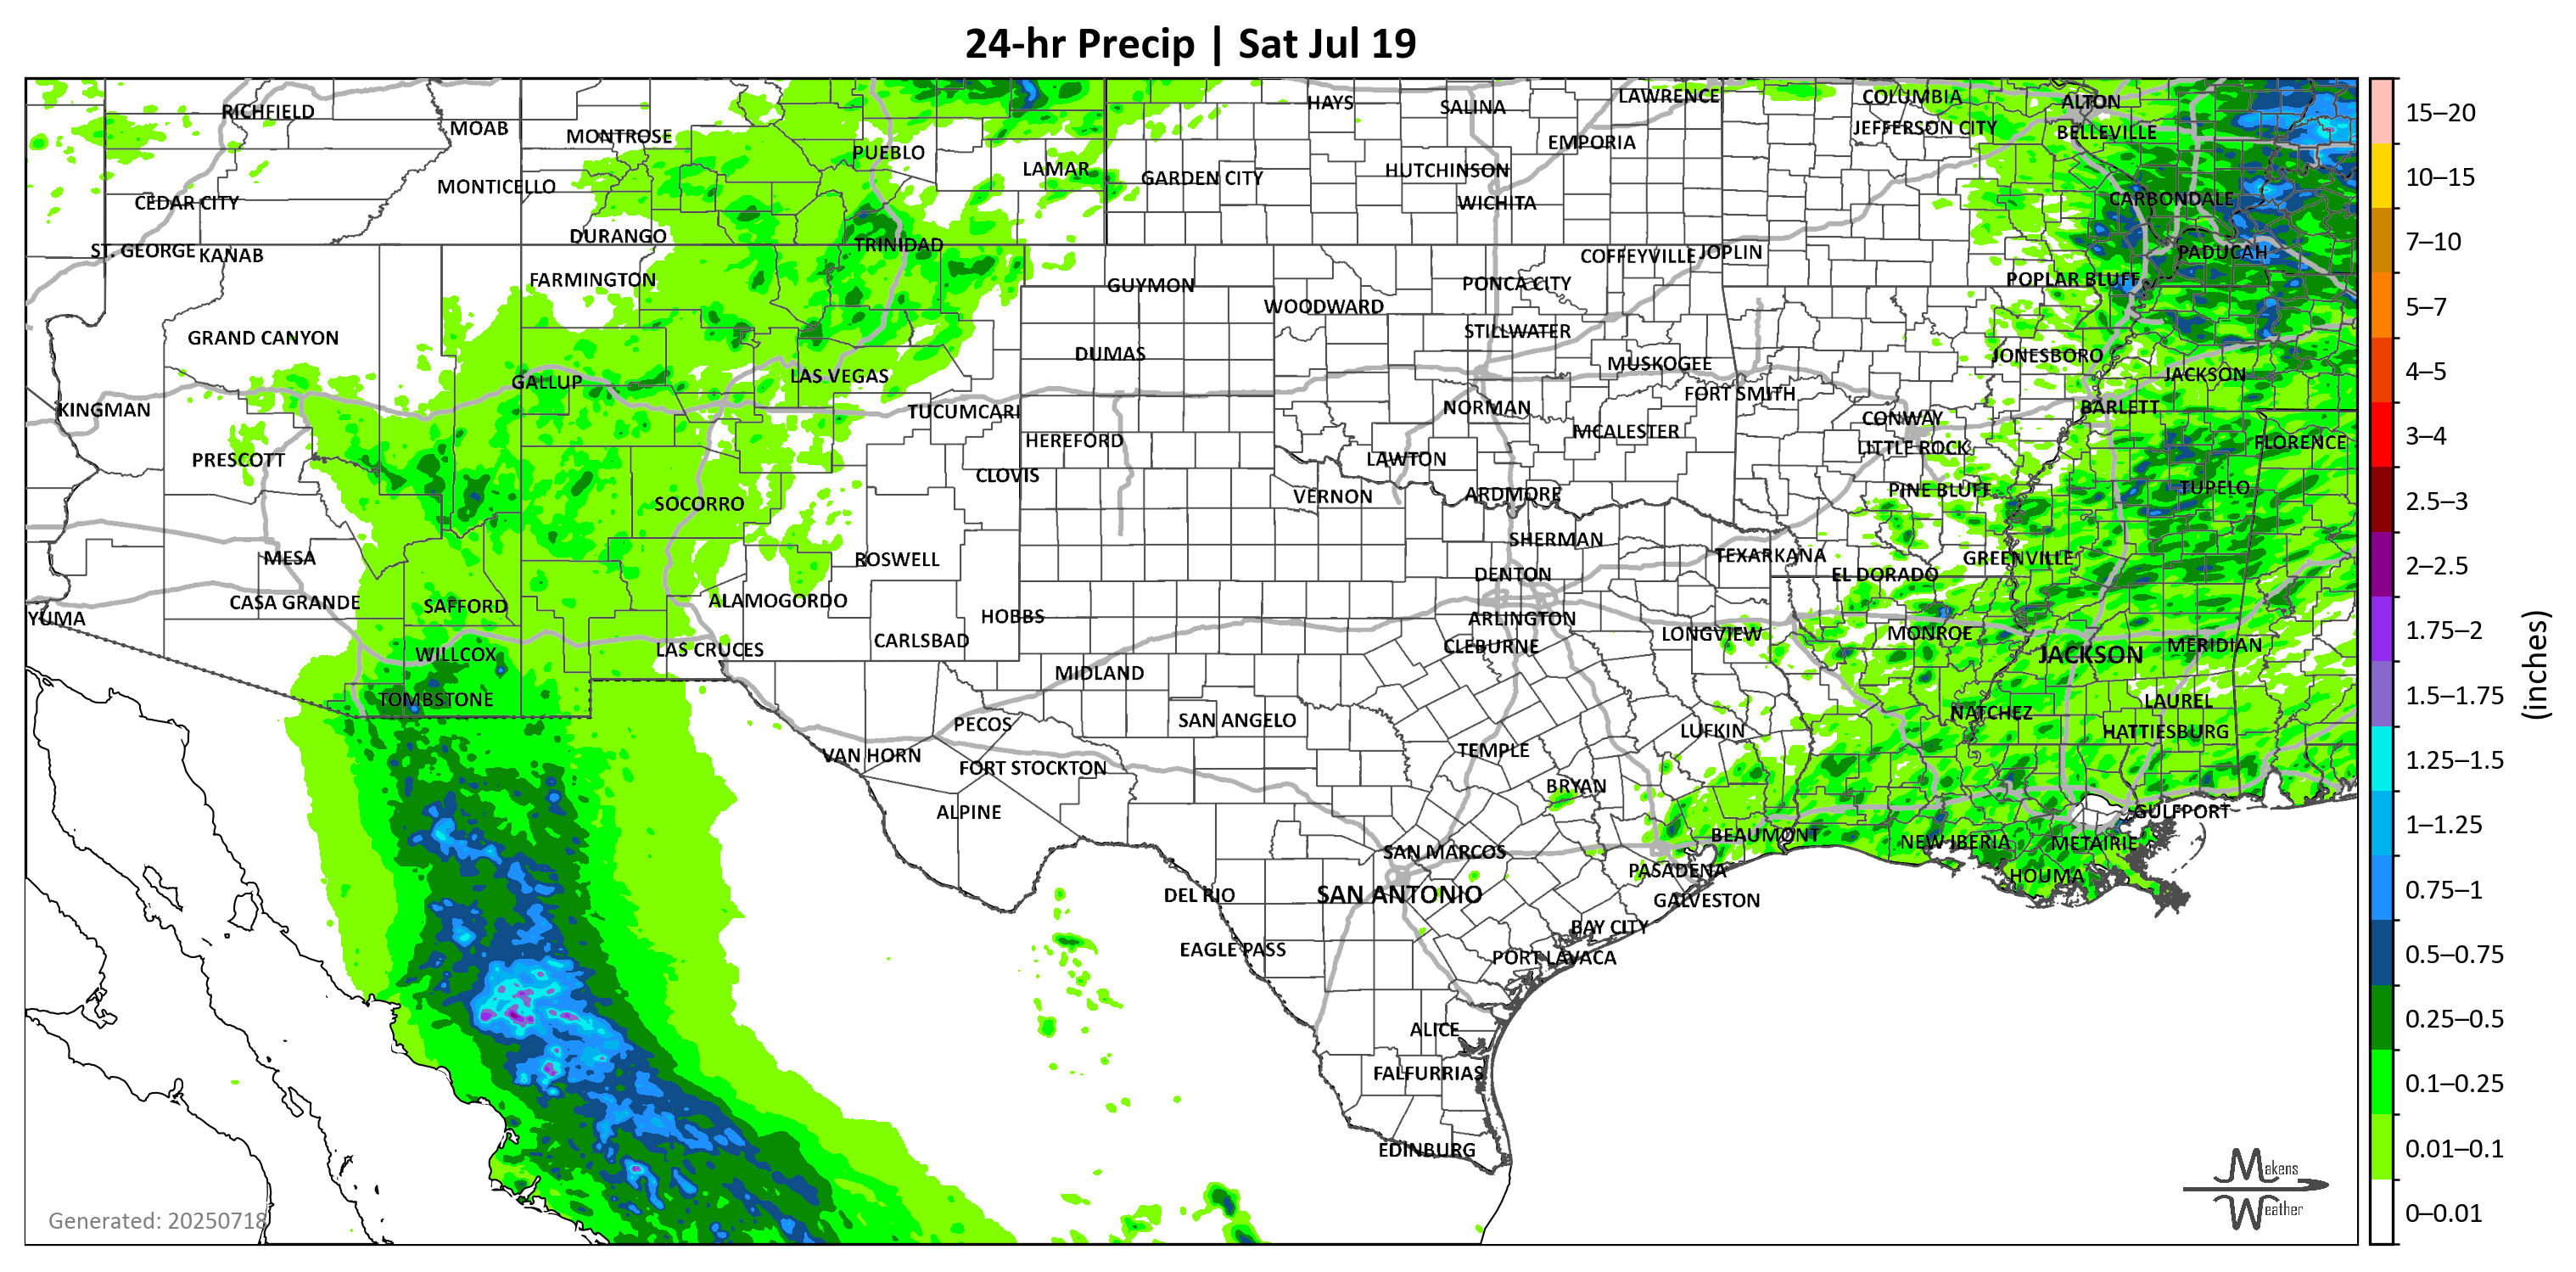 24-hr Precip | Sat Jul 19
RICHFIELD
MOAB
MONTROSE
PUEBLO
LAMAR
HAYS
SALINA
LAWRENCE
COLUMBIA
ALTON
JEFFERSON CITY
BELLEVILLE
EMPORIA
HUTCHINSON
GARDEN CITY
MONTICELLO
CEDAR CITY
WICHITA
CARBONDALE
DURANGO
TRINIDAD
ST. GEORGE
KANAB
COFFEYVILLE
JOPLIN
PADUCAH
FARMINGTON
GUYMON
PONCA CITY
POPLAR BLUFF
WOODWARD
GRAND CANYON
STILLWATER
DUMAS
MUSKOGEE
JONESBORO
GALLUP
LAS VEGAS
JACKSON
FORT SMITH
KINGMAN
TUCUMCARI
NORMAN
CONWAY
BARLETT
HEREFORD
MCALESTER
LITTLE ROCK
FLORENCE
PRESCOTT
CLOVIS
LAWTON
SOCORRO
VERNON
ARDMORE
PINE BLUFF
TUPELO
MESA
ROSWELL
SHERMAN
TEXARKANA
GREENVILLE
DENTON
EL DORADO
CASA GRANDE
SAFFORD
ALAMOGORDO
HOBBS
ARLINGTON
YUMA
CARLSBAD
LONGVIEW
MONROE
WILLCOX
LAS CRUCES
CLEBURNE
JACKSON
MERIDIAN
MIDLAND
TOMBSTONE
LAUREL
PECOS
SAN ANGELO
NATCHEZ
LUFKIN
HATTIESBURG
VAN HORN
TEMPLE
FORT STOCKTON
BRYAN
ALPINE
GULFPORT
BEAUMONT
NEW IBERIA
METAIRIE
SAN MARCOS
PASADENA
HOUMA
DEL RIO
SAN ANTONIO
GALVESTON
BAY CITY
EAGLE PASS
PORT LAVACA
ALICE
FALFURRIAS
EDINBURG
Generated: 20250718
Makens
Weather
15–20
10–15
7–10
5–7
4–5
3–4
2.5–3
2–2.5
1.75–2
1.5–1.75
1.25–1.5
1–1.25
0.75–1
0.5–0.75
0.25–0.5
0.1–0.25
0.01–0.1
0–0.01
(inches)